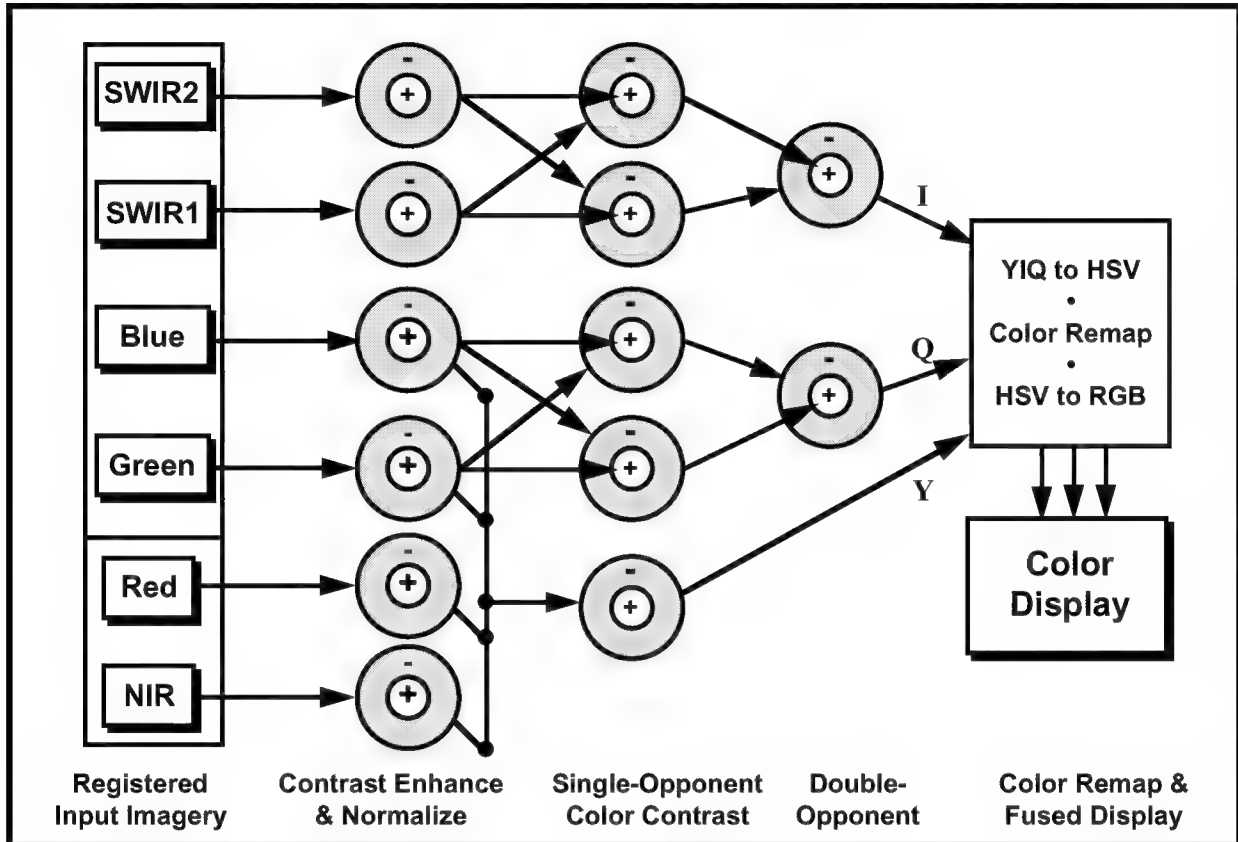 SWIR2
SWIR1
Blue
Green
Red
NIR
-
+
-
+
-
+
-
+
-
+
-
+
-
+
-
+
-
+
-
+
-
+
-
+
-
+
I
Q
Y
YIQ to HSV
•
Color Remap
•
HSV to RGB
Color
Display
Registered
Input Imagery
Contrast Enhance
& Normalize
Single-Opponent
Color Contrast
Double-
Opponent
Color Remap &
Fused Display